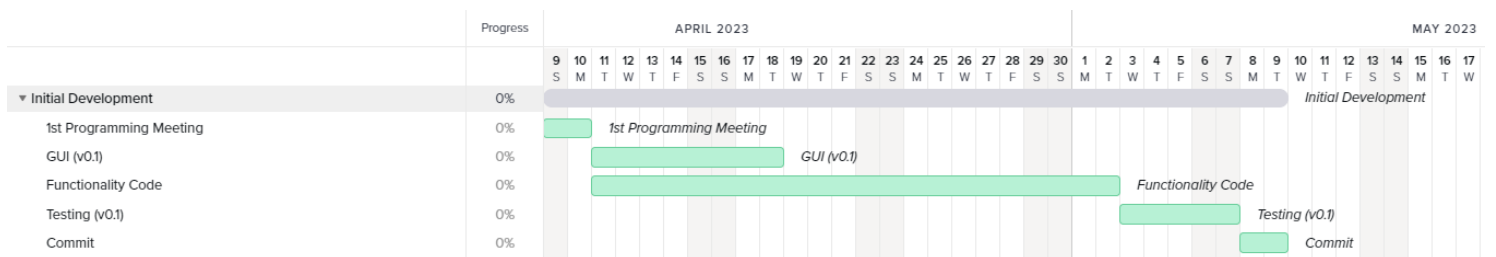 Progress APRIL 2023 MAY 2023
9 10 11 12 13 14 15 16 17 18 19 20 21 22 23 24 25 26 27 28 29 30 1 2 3 4 5 6 7 8 9 10 11 12 13 14 15 16 17
S M T W T F S S M T W T F S S M T W T F S S M T W T F S S M T W T F S S M T W
Initial Development 0% Initial Development
1st Programming Meeting 0% 1st Programming Meeting
GUI (v0.1) 0% GUI (v0.1)
Functionality Code 0% Functionality Code
Testing (v0.1) 0% Testing (v0.1)
Commit 0% Commit